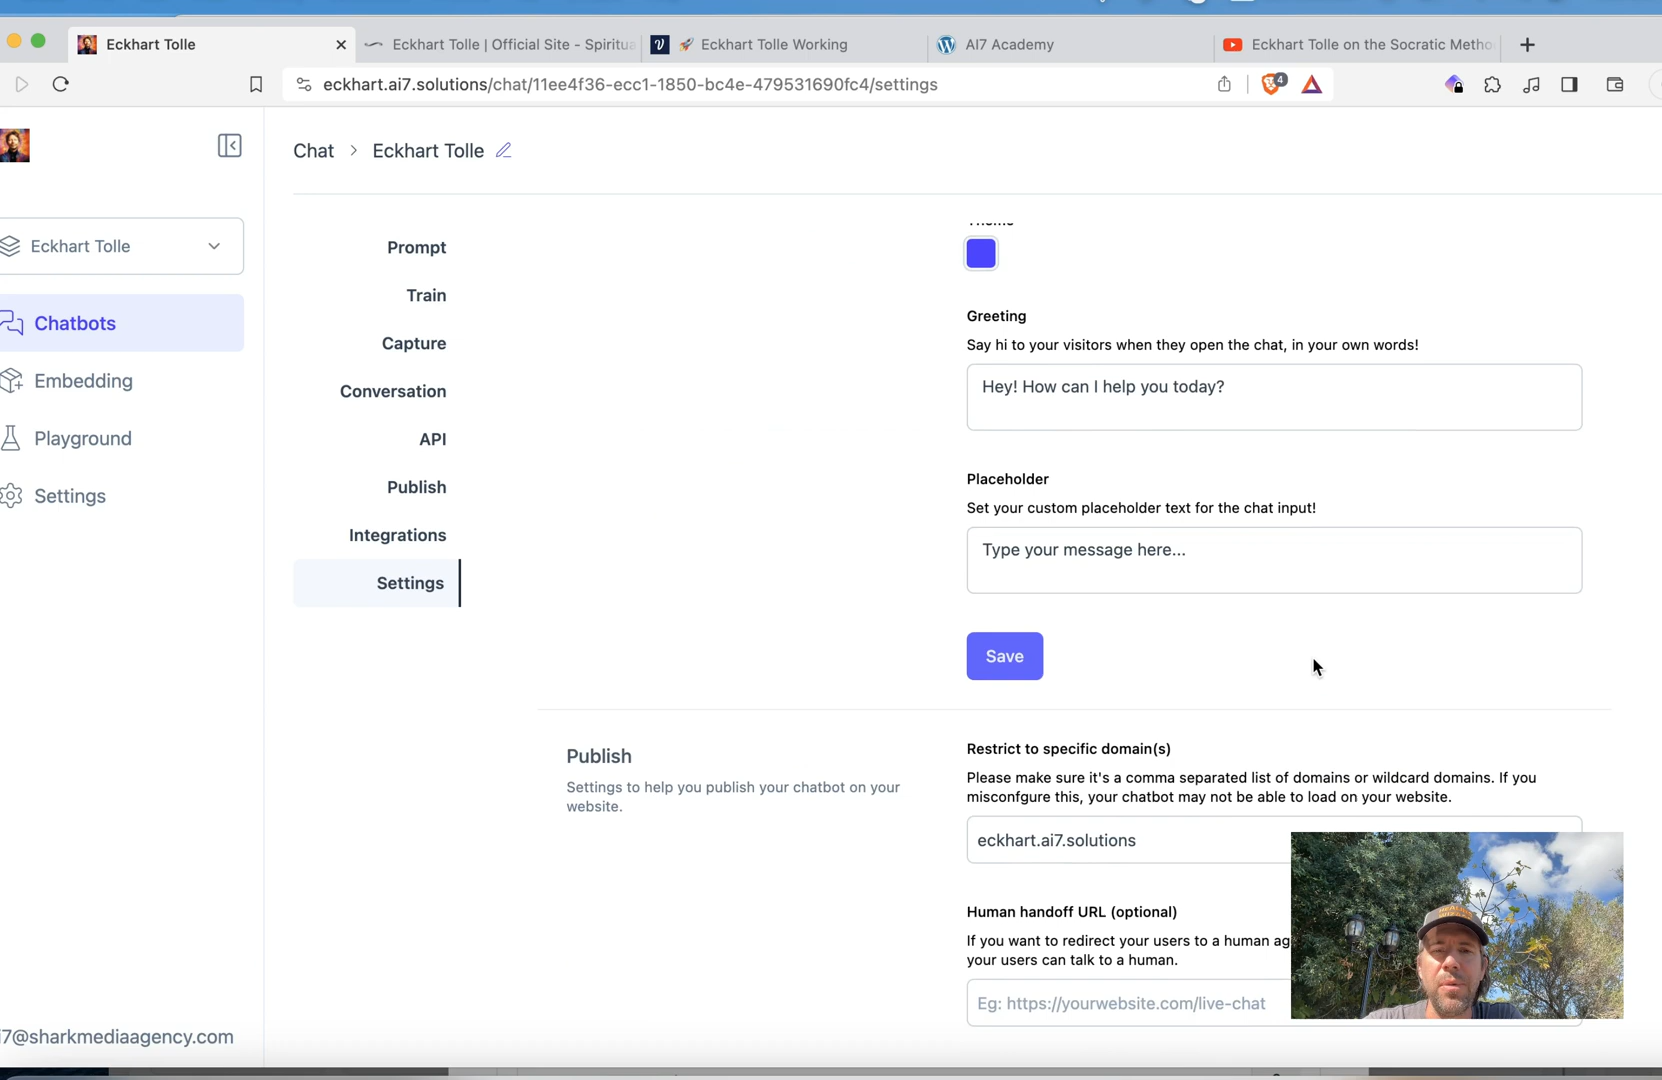 Eckhart Tolle
Eckhart Tolle | Official Site - Spiritua
Eckhart Tolle Working
AI7 Academy
Eckhart Tolle on the Socratic Metho
eckhart.ai7.solutions/chat/11ee4f36-ecc1-1850-bc4e-479531690fc4/settings
4
Chat > Eckhart Tolle
Eckhart Tolle
Chatbots
Embedding
Playground
Settings
i7@sharkmediaagency.com
Prompt
Train
Capture
Conversation
API
Publish
Integrations
Settings
Greeting
Say hi to your visitors when they open the chat, in your own words!
Hey! How can I help you today?
Placeholder
Set your custom placeholder text for the chat input!
Type your message here...
Save
Publish
Settings to help you publish your chatbot on your
website.
Restrict to specific domain(s)
Please make sure it's a comma separated list of domains or wildcard domains. If you
misconfgure this, your chatbot may not be able to load on your website.
eckhart.ai7.solutions
Human handoff URL (optional)
If you want to redirect your users to a human ag
your users can talk to a human.
Eg: https://yourwebsite.com/live-chat